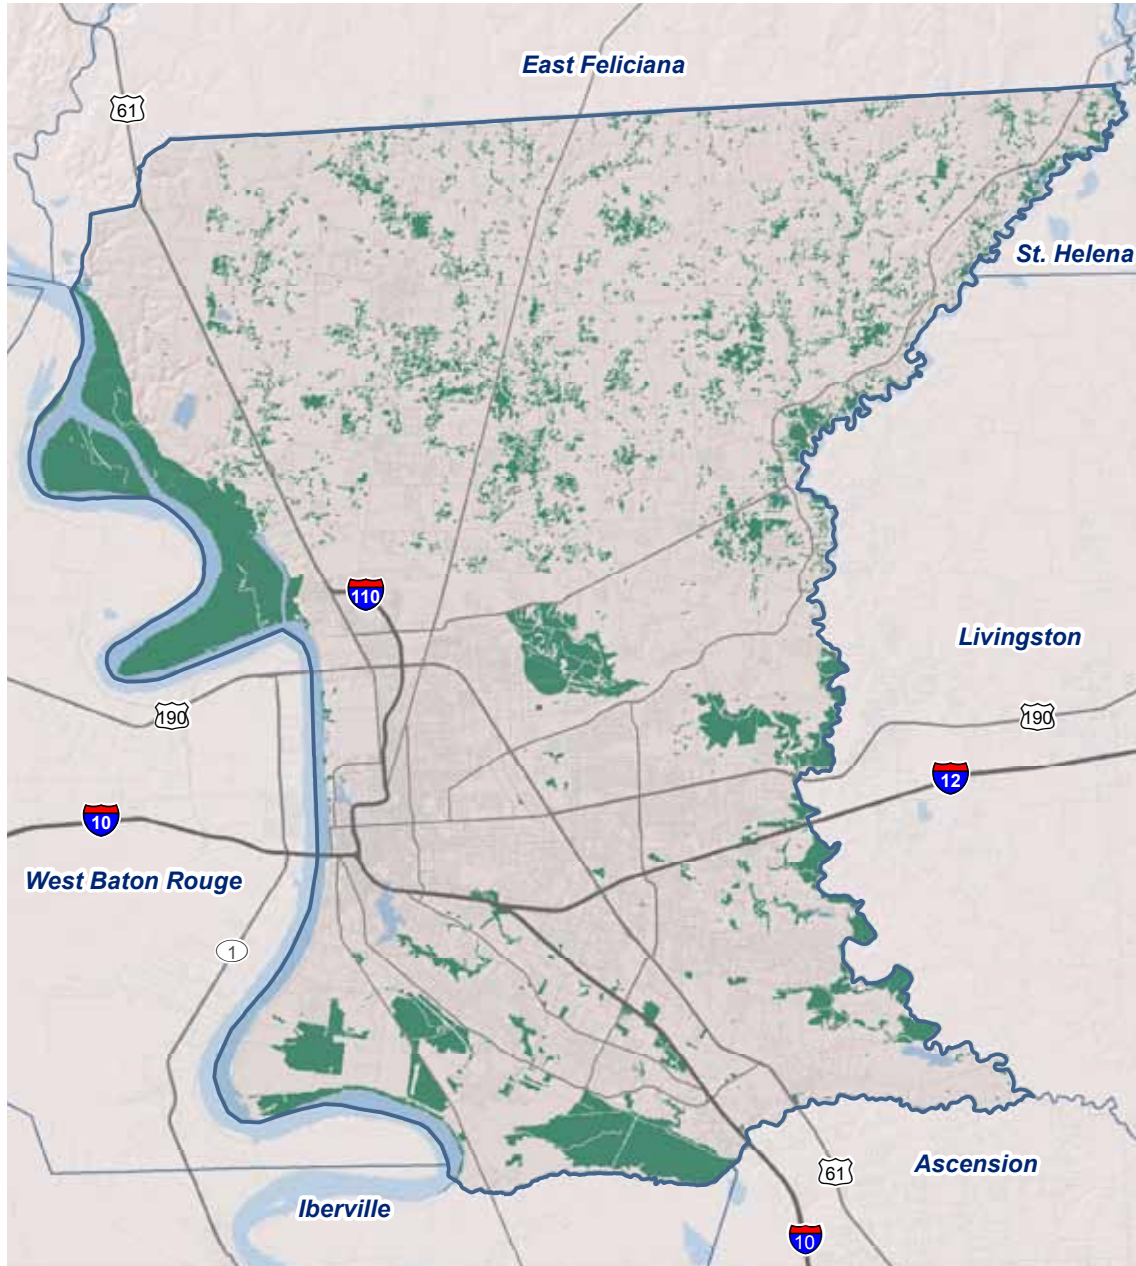 East Feliciana
61
St. Helena
110
Livingston
190
190
12
10
West Baton Rouge
1
Ascension
61
Iberville
10